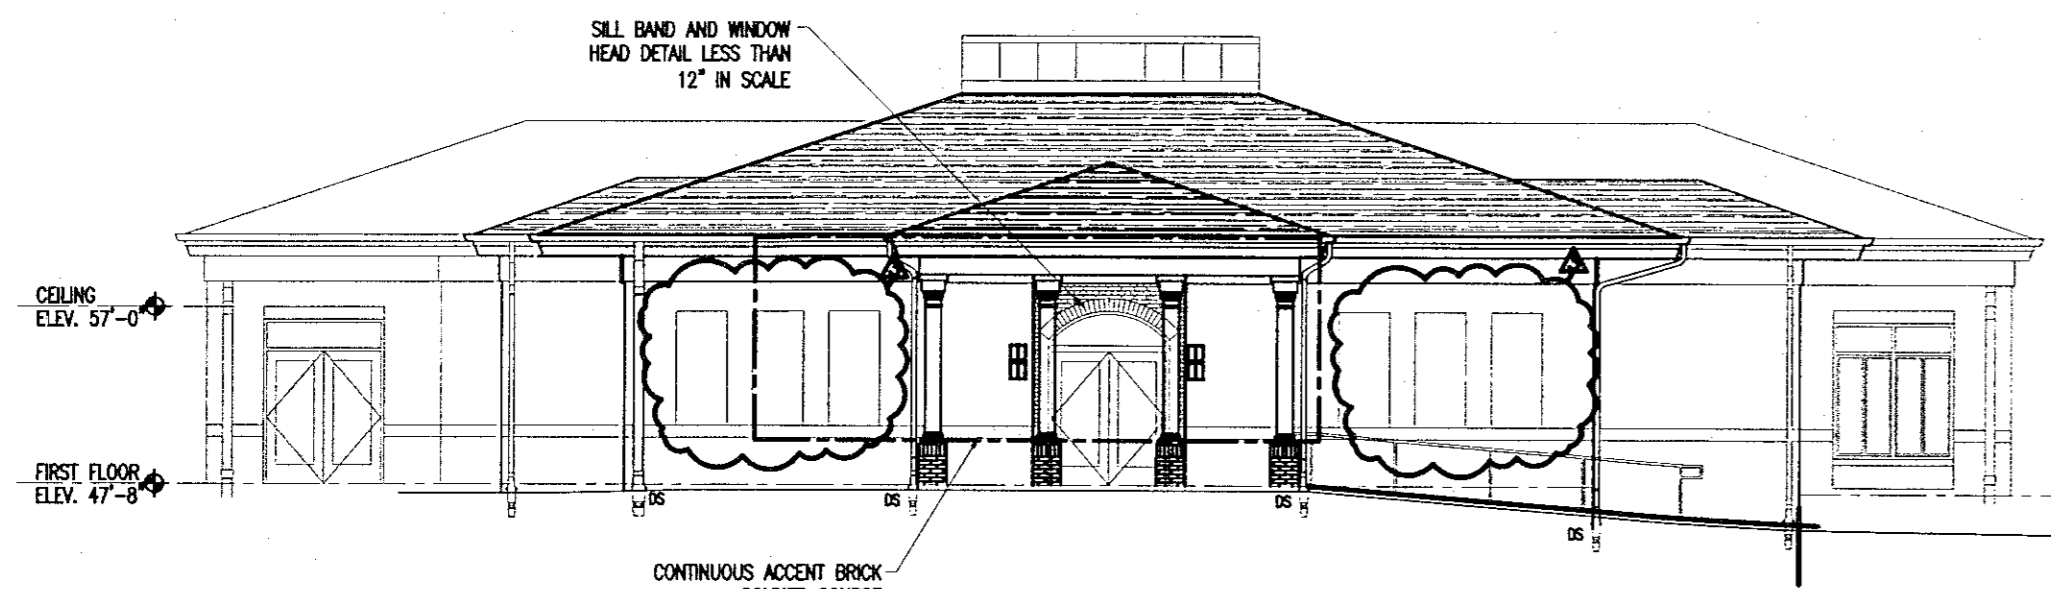 SILL BAND AND WINDOW
HEAD DETAIL LESS THAN
12" IN SCALE
CEILING
ELEV. 57'-0"
FIRST FLOOR
ELEV. 47'-8"
DS
DS
DS
DS
CONTINUOUS ACCENT BRICK